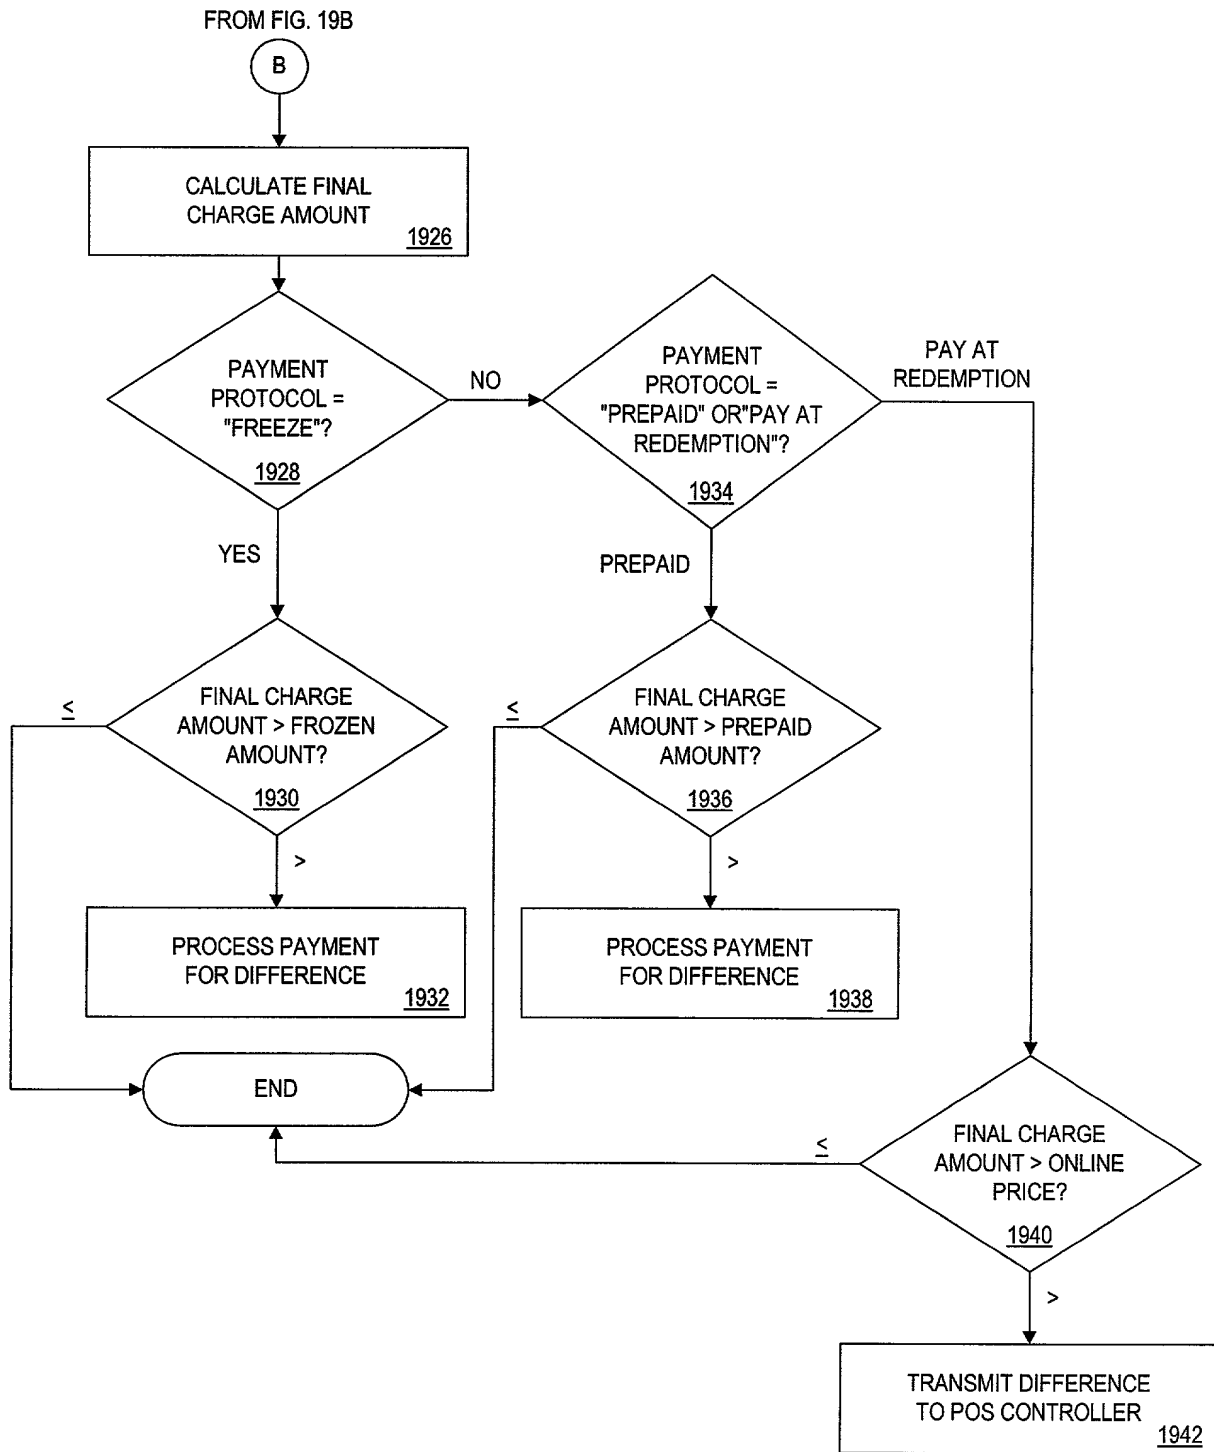 FROM FIG. 19B
B
CALCULATE FINAL
CHARGE AMOUNT
1926
PAYMENT
PROTOCOL =
"FREEZE"?
1928
NO
PAYMENT
PROTOCOL =
"PREPAID" OR"PAY AT
REDEMPTION"?
1934
PAY AT
REDEMPTION
YES
PREPAID
≤
FINAL CHARGE
AMOUNT > FROZEN
AMOUNT?
1930
≤
FINAL CHARGE
AMOUNT > PREPAID
AMOUNT?
1936
>
>
PROCESS PAYMENT
FOR DIFFERENCE
1932
PROCESS PAYMENT
FOR DIFFERENCE
1938
END
≤
FINAL CHARGE
AMOUNT > ONLINE
PRICE?
1940
>
TRANSMIT DIFFERENCE
TO POS CONTROLLER
1942